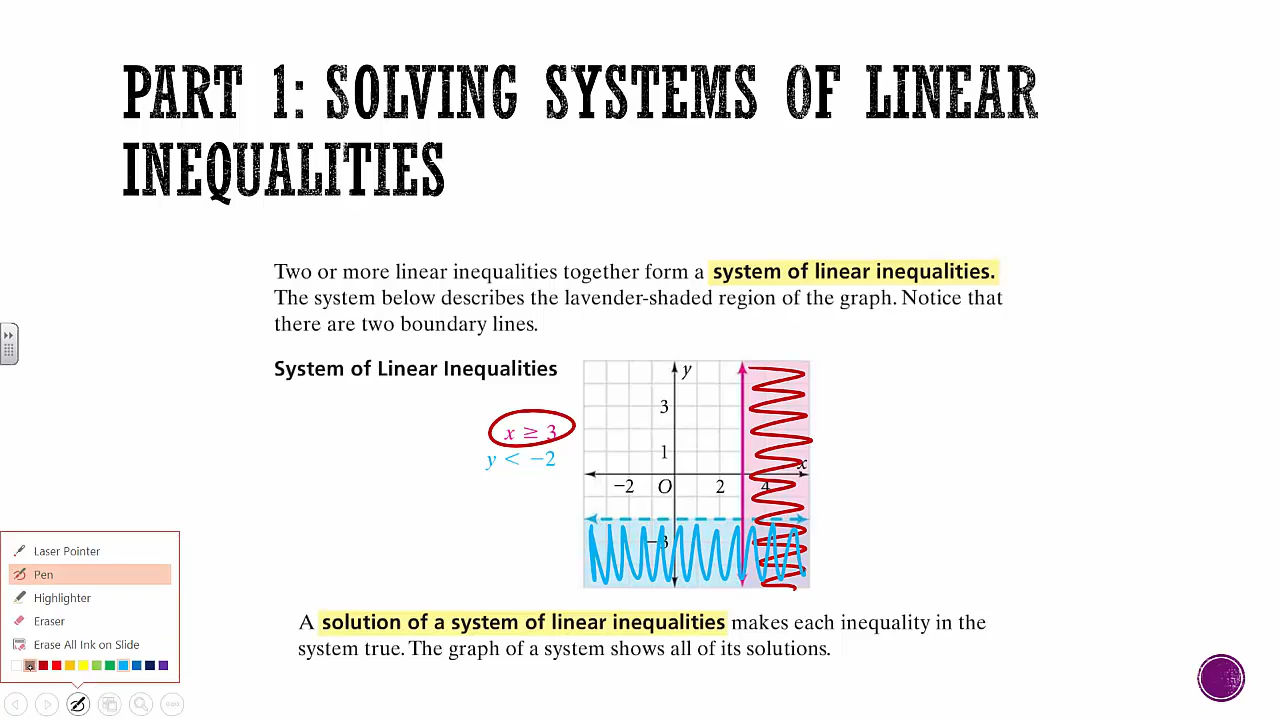 PART 1: SOLVING SYSTEMS OF LINEAR
INEQUALITIES
Two or more linear inequalities together form a system of linear inequalities.
The system below describes the lavender-shaded region of the graph. Notice that
there are two boundary lines.
System of Linear Inequalities
x ≥ 3
y < −2
y
3
1
x
−2 O 2 4
−3
A solution of a system of linear inequalities makes each inequality in the
system true. The graph of a system shows all of its solutions.
Laser Pointer
Pen
Highlighter
Eraser
Erase All Ink on Slide